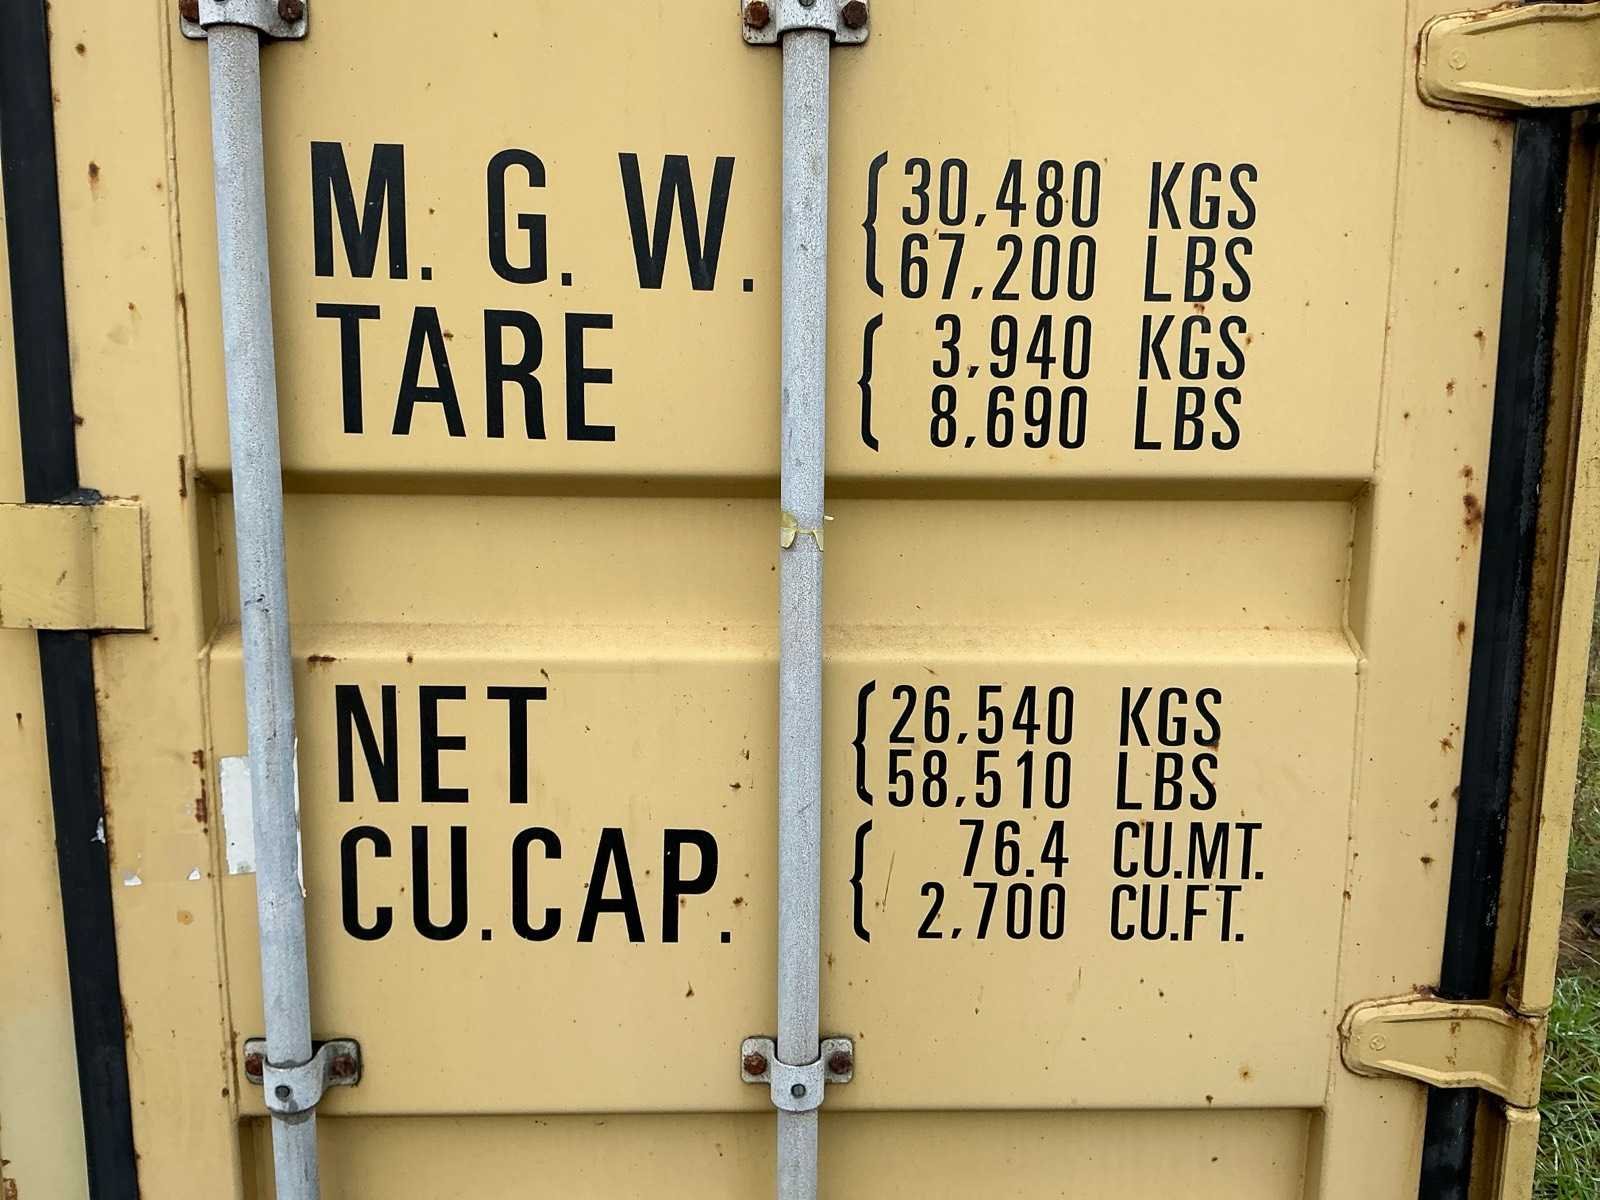 M. G. W. { 30,480 KGS
67,200 LBS
TARE { 3,940 KGS
8,690 LBS
NET { 26,540 KGS
58,510 LBS
CU.CAP. { 76.4 CU.MT.
2,700 CU.FT.